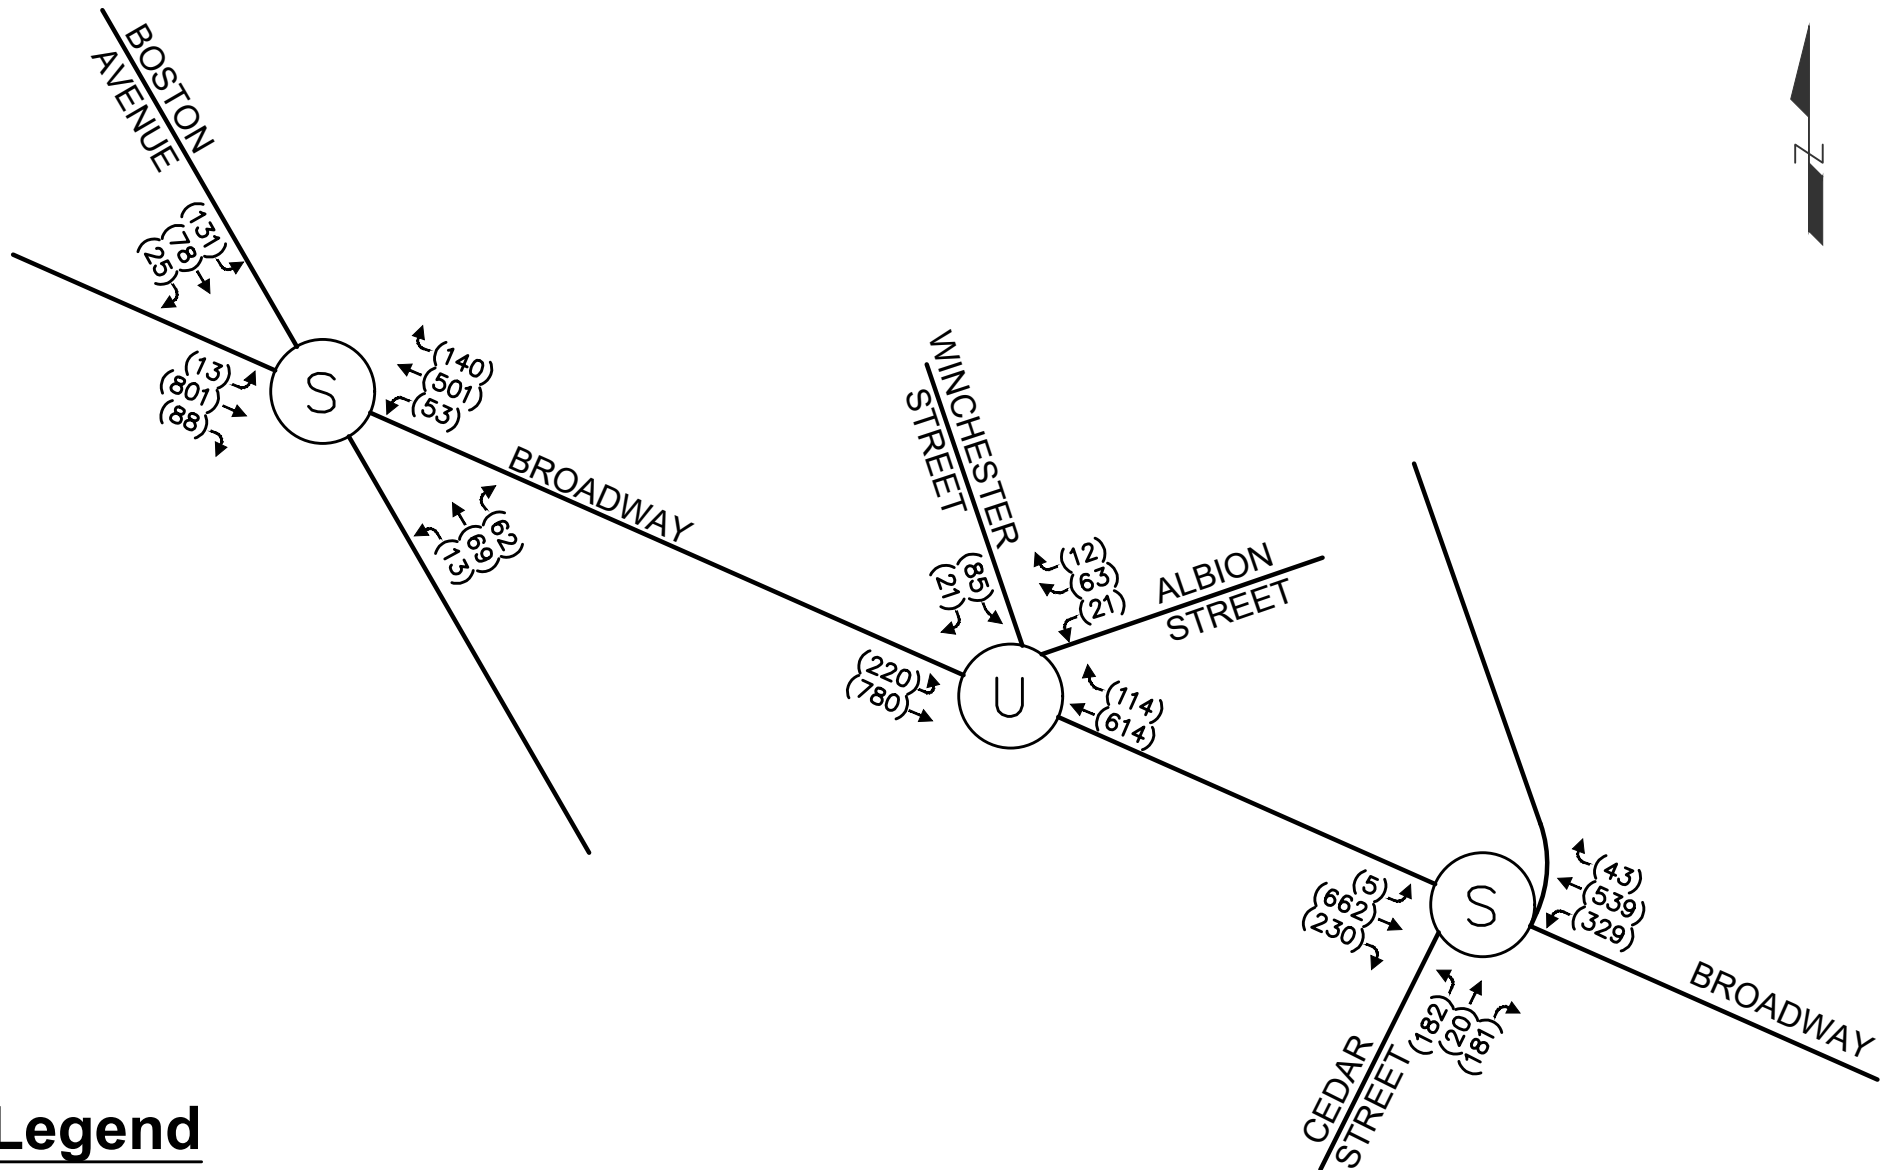 BOSTON
AVENUE
(131)
(78)
(25)
(13)
(801)
(88)
S
(140)
(501)
(53)
(62)
(69)
(13)
BROADWAY
WINCHESTER
STREET
(85)
(21)
(12)
(63)
(21)
ALBION
STREET
(220)
(780)
U
(114)
(614)
(5)
(662)
(230)
S
(43)
(539)
(329)
(182)
(20)
(181)
CEDAR
STREET
BROADWAY
Z
Legend